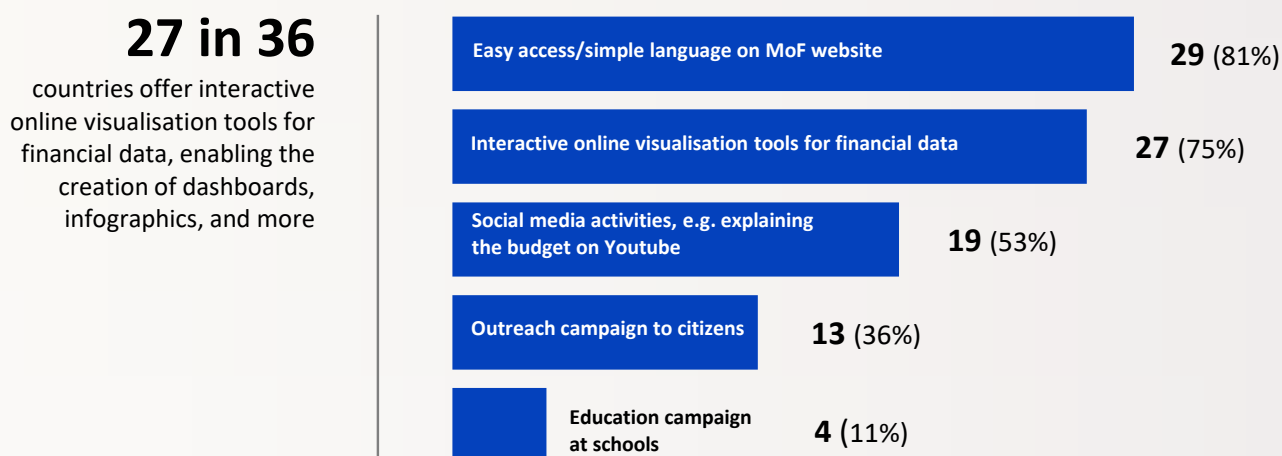 27 in 36
countries offer interactive
online visualisation tools for
financial data, enabling the
creation of dashboards,
infographics, and more
Easy access/simple language on MoF website
29 (81%)
Interactive online visualisation tools for financial data
27 (75%)
Social media activities, e.g. explaining
the budget on Youtube
19 (53%)
Outreach campaign to citizens
13 (36%)
Education campaign
at schools
4 (11%)